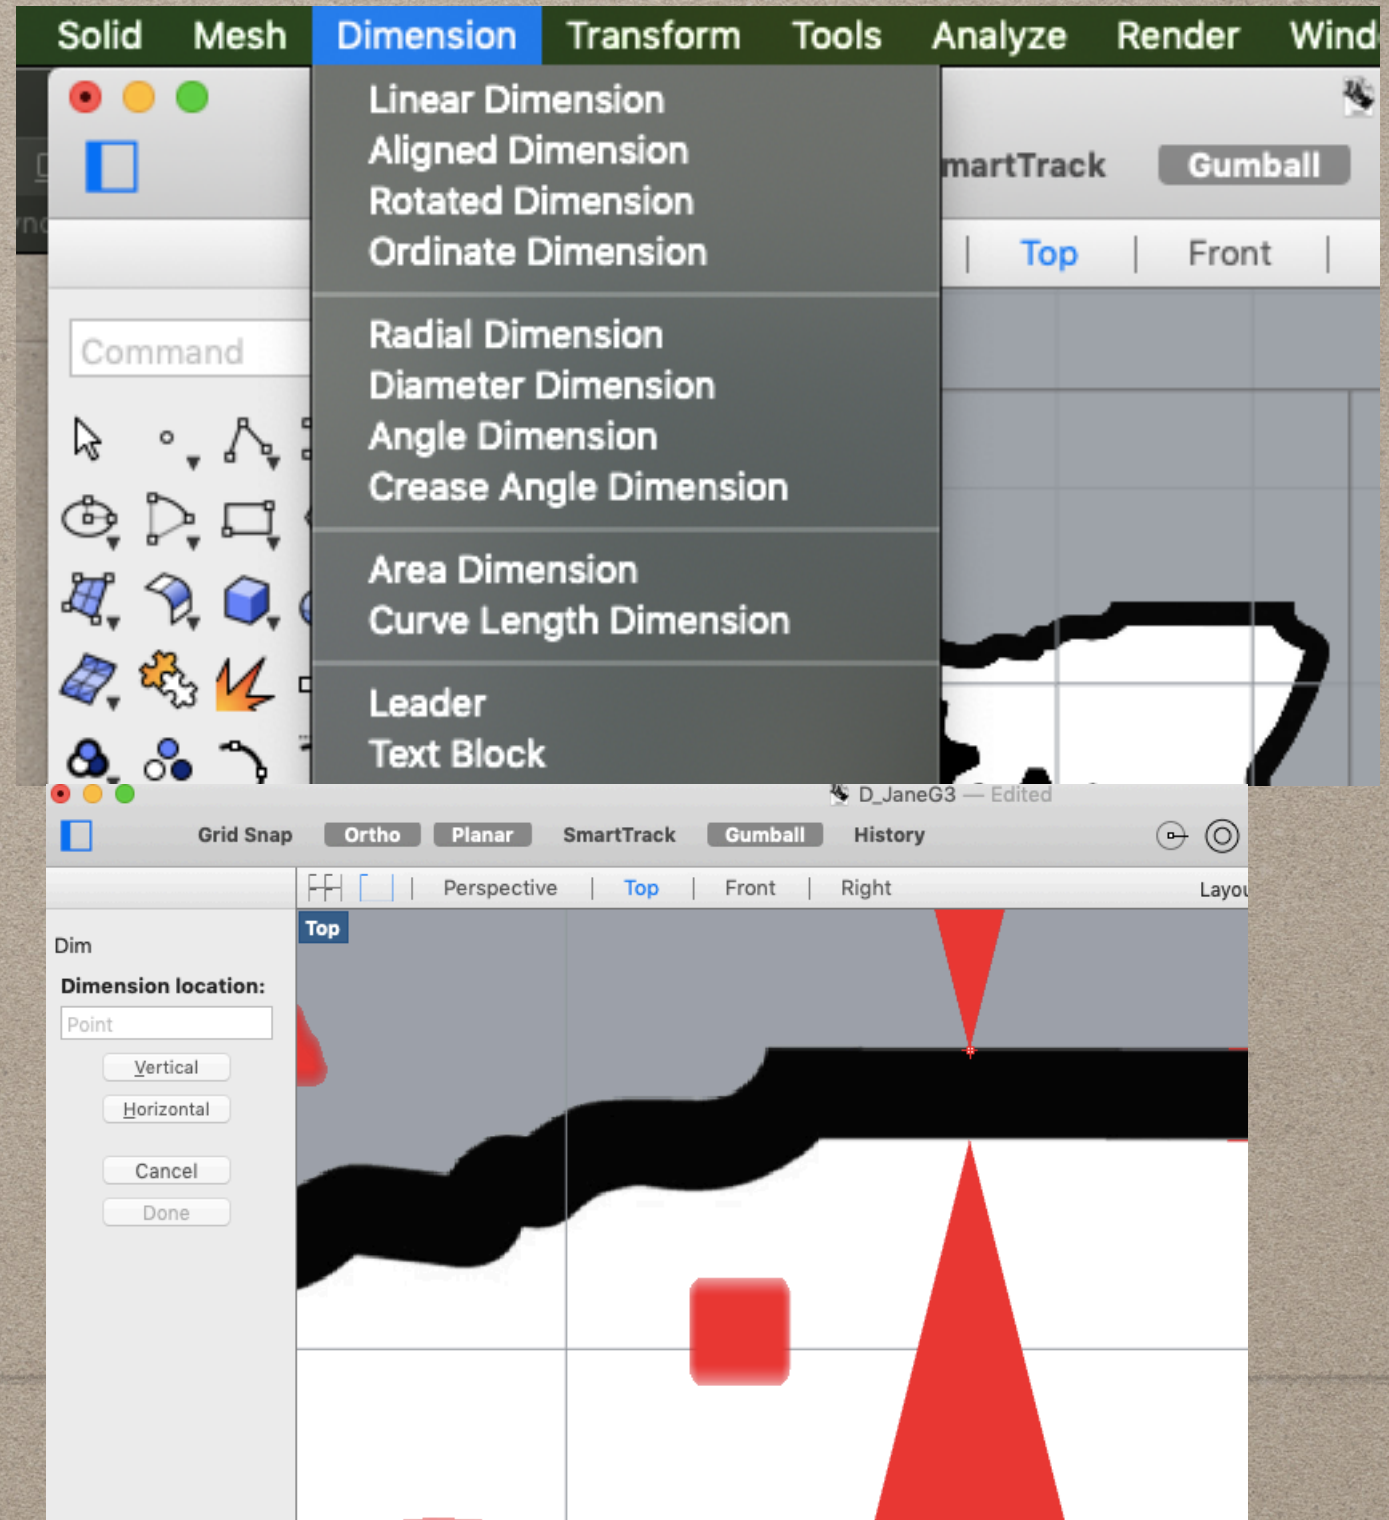 Solid Mesh Dimension Transform Tools Analyze Render Wind
Linear Dimension
Aligned Dimension
Rotated Dimension
Ordinate Dimension
martTrack Gumball
Top Front
Command
Radial Dimension
Diameter Dimension
Angle Dimension
Crease Angle Dimension
Area Dimension
Curve Length Dimension
Leader
Text Block
D_JaneG3 — Edited
Grid Snap Ortho Planar SmartTrack Gumball History
Perspective Top Front Right Layou
Top
Dim
Dimension location:
Point
Vertical
Horizontal
Cancel
Done